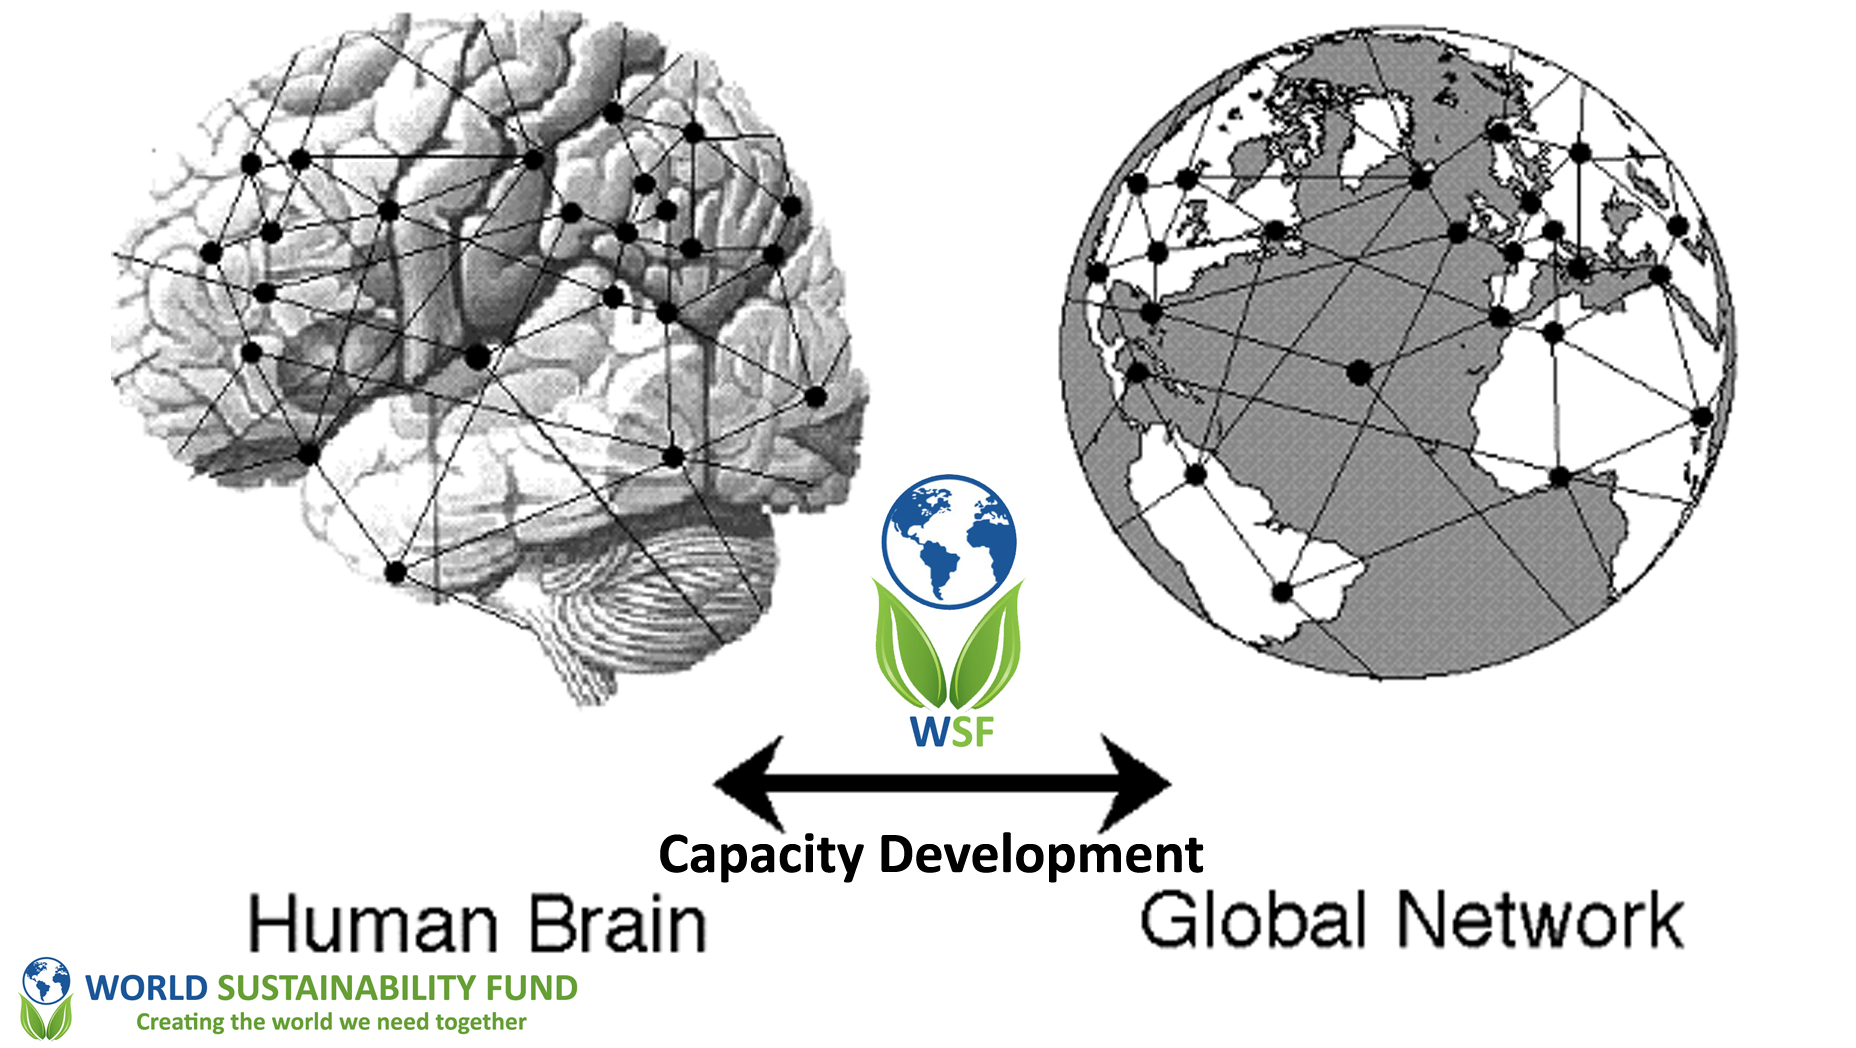 WSF
Capacity Development
Human Brain
Global Network
WORLD SUSTAINABILITY FUND
Creating the world we need together